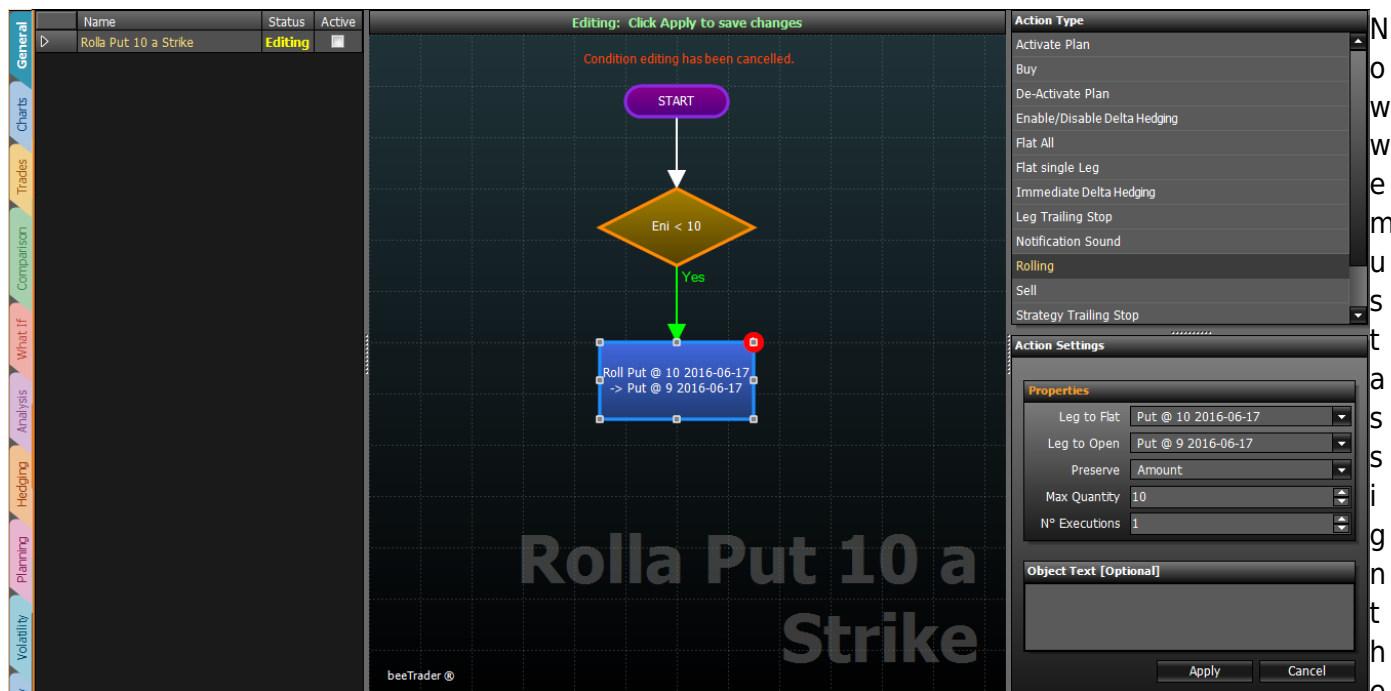 General
Charts
Trades
Comparison
What If
Analysis
Hedging
Planning
Volatility
Name Status Active
Rolla Put 10 a Strike Editing
Editing: Click Apply to save changes
Condition editing has been cancelled.
START
Eni < 10
Yes
Roll Put @ 10 2016-06-17
-> Put @ 9 2016-06-17
Rolla Put 10 a
Strike
beeTrader ®
Action Type
Activate Plan
Buy
De-Activate Plan
Enable/Disable Delta Hedging
Flat All
Flat single Leg
Immediate Delta Hedging
Leg Trailing Stop
Notification Sound
Rolling
Sell
Strategy Trailing Stop
Action Settings
Properties
Leg to Flat Put @ 10 2016-06-17
Leg to Open Put @ 9 2016-06-17
Preserve Amount
Max Quantity 10
N° Executions 1
Object Text [Optional]
Apply Cancel
N
o
w
w
e
m
u
s
t
a
s
s
i
g
n
t
h
e